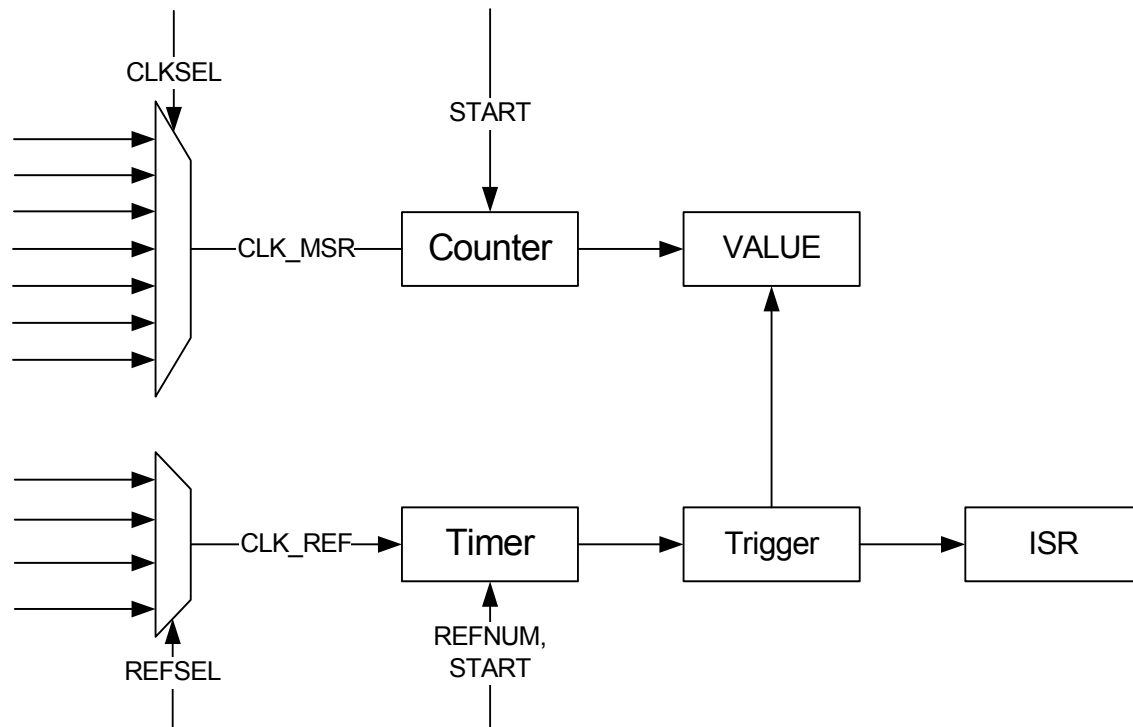 CLKSEL
START
CLK_MSR
Counter
VALUE
CLK_REF
Timer
Trigger
ISR
REFNUM,
START
REFSEL